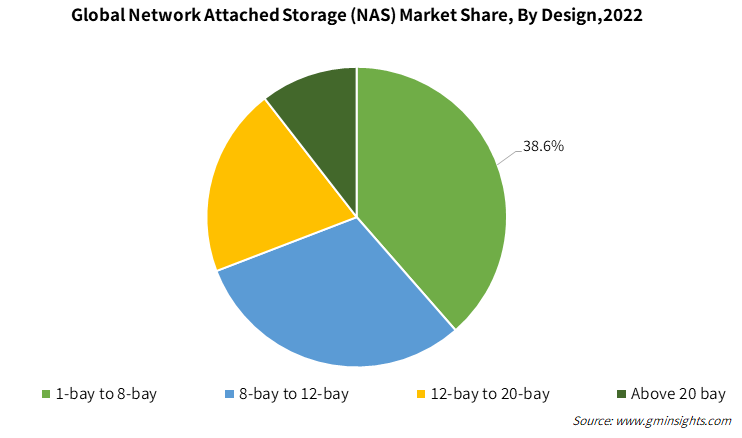 Global Network Attached Storage (NAS) Market Share, By Design,2022
38.6%
1-bay to 8-bay 8-bay to 12-bay 12-bay to 20-bay Above 20 bay
Source: www.gminsights.com